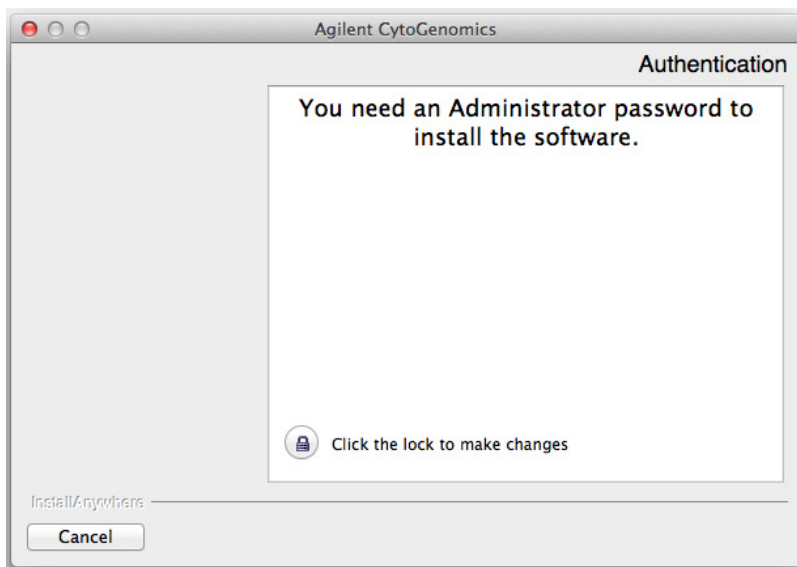 Agilent CytoGenomics
Authentication
You need an Administrator password to
install the software.
Click the lock to make changes
InstallAnywhere
Cancel